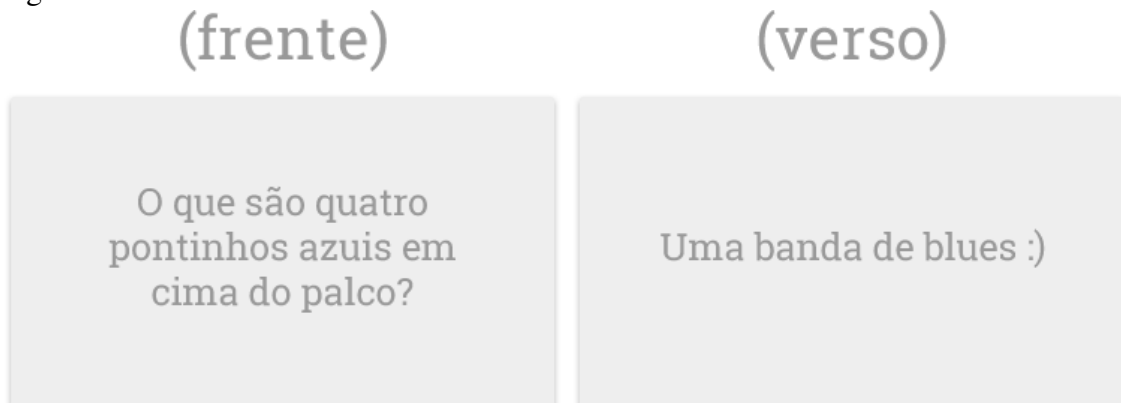 (frente)
(verso)
O que são quatro
pontinhos azuis em
cima do palco?
Uma banda de blues :)